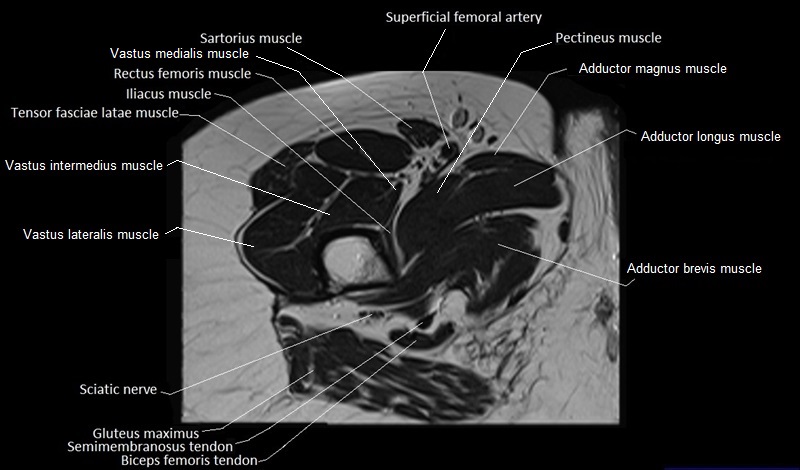 Superficial femoral artery
Sartorius muscle
Pectineus muscle
Vastus medialis muscle
Adductor magnus muscle
Rectus femoris muscle
Iliacus muscle
Tensor fasciae latae muscle
Adductor longus muscle
Vastus intermedius muscle
Vastus lateralis muscle
Adductor brevis muscle
Sciatic nerve
Gluteus maximus
Semimembranosus tendon
Biceps femoris tendon